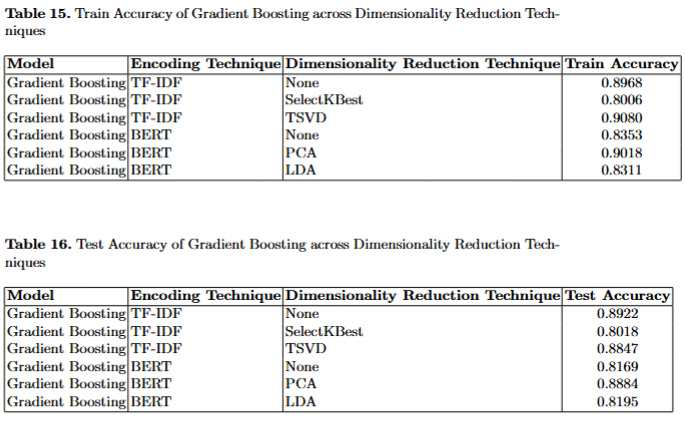 Table 15. Train Accuracy of Gradient Boosting across Dimensionality Reduction Tech-
niques
Model Encoding Technique Dimensionality Reduction Technique Train Accuracy
Gradient Boosting TF-IDF None 0.8968
Gradient Boosting TF-IDF SelectKBest 0.8006
Gradient Boosting TF-IDF TSVD 0.9080
Gradient Boosting BERT None 0.8353
Gradient Boosting BERT PCA 0.9018
Gradient Boosting BERT LDA 0.8311
Table 16. Test Accuracy of Gradient Boosting across Dimensionality Reduction Tech-
niques
Model Encoding Technique Dimensionality Reduction Technique Test Accuracy
Gradient Boosting TF-IDF None 0.8922
Gradient Boosting TF-IDF SelectKBest 0.8018
Gradient Boosting TF-IDF TSVD 0.8847
Gradient Boosting BERT None 0.8169
Gradient Boosting BERT PCA 0.8884
Gradient Boosting BERT LDA 0.8195